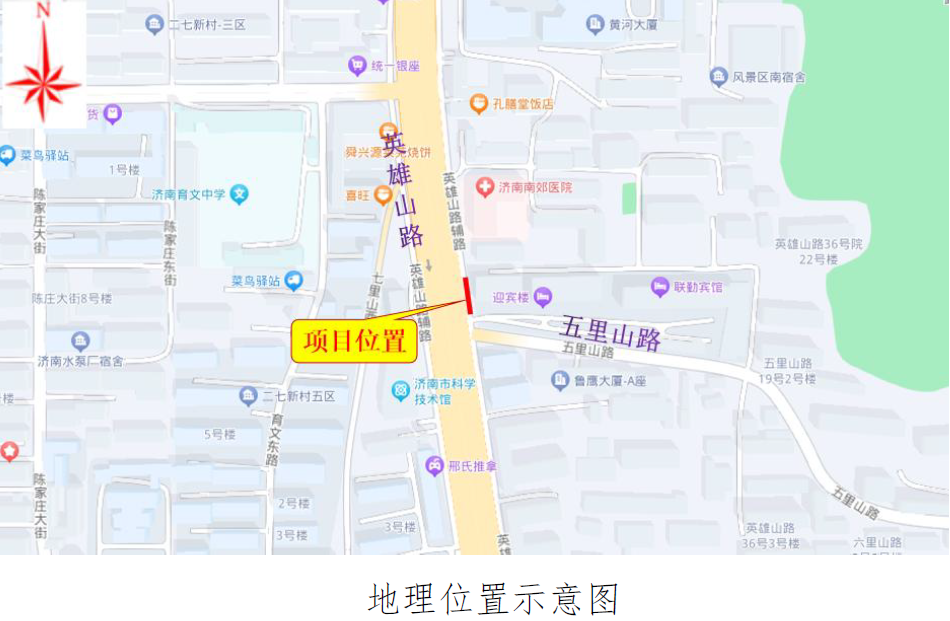 N
二七新村-三区
黄河大厦
统一银座
风景区南宿舍
货
孔膳堂饭店
英雄山路
菜鸟驿站
1号楼
济南育文中学
喜旺
英雄山路辅路
济南南郊医院
陈家庄大街
陈家庄东街
英雄山路36号院
22号楼
菜鸟驿站
七里山西
英雄山路辅路
迎宾楼
联勤宾馆
陈庄大街8号楼
项目位置
五里山路
五里山路
济南水泵厂宿舍
五里山路
19号2号楼
济南市科学
技术馆
鲁鹰大厦-A座
二七新村五区
楼
5号楼
育文东路
邢氏推拿
陈家庄大街
2号楼
3号楼
3号楼
五里山路
英雄山路
36号3号楼
六里山路
英雄
地理位置示意图